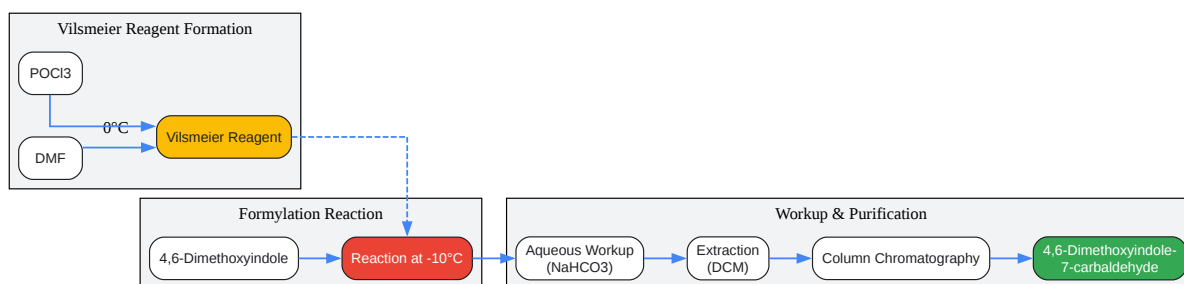 Vilsmeier Reagent Formation
POCl3
0°C
Vilsmeier Reagent
DMF
Formylation Reaction
4,6-Dimethoxyindole
Reaction at -10°C
Workup & Purification
Aqueous Workup
(NaHCO3)
Extraction
(DCM)
Column Chromatography
4,6-Dimethoxyindole-
7-carbaldehyde